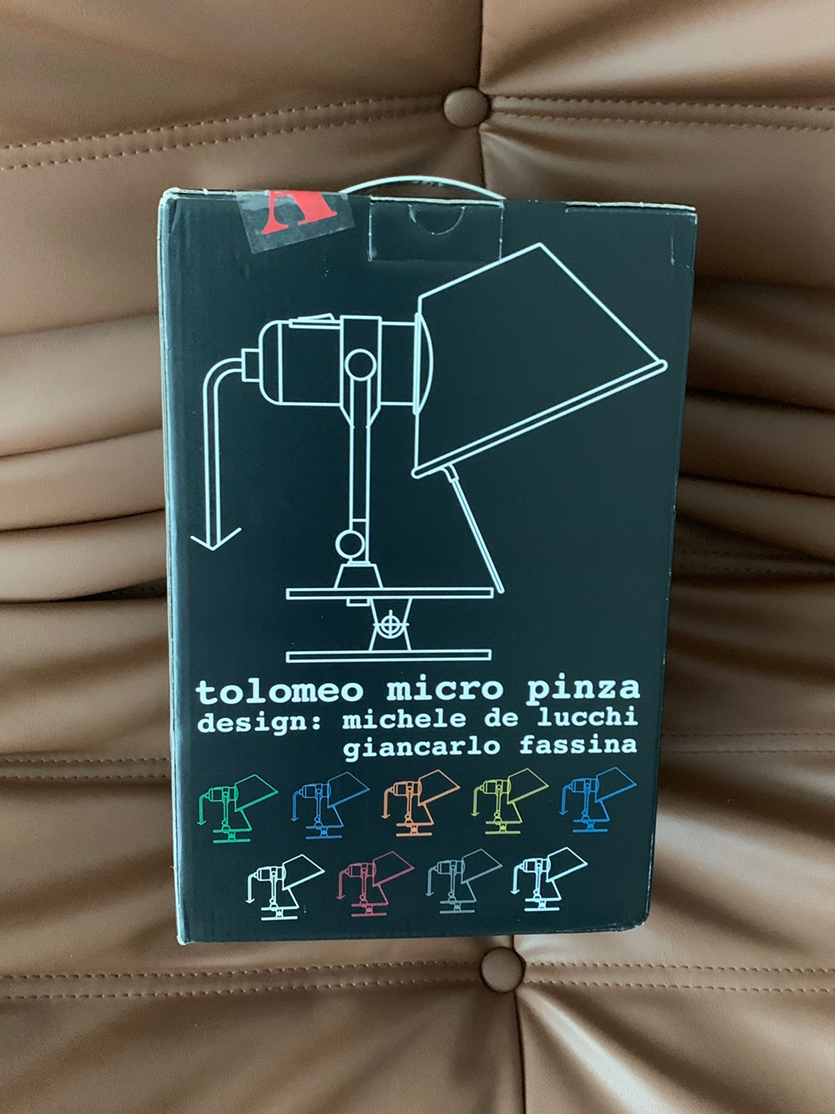 A
tolomeo micro pinza
design: michele de lucchi
giancarlo fassina